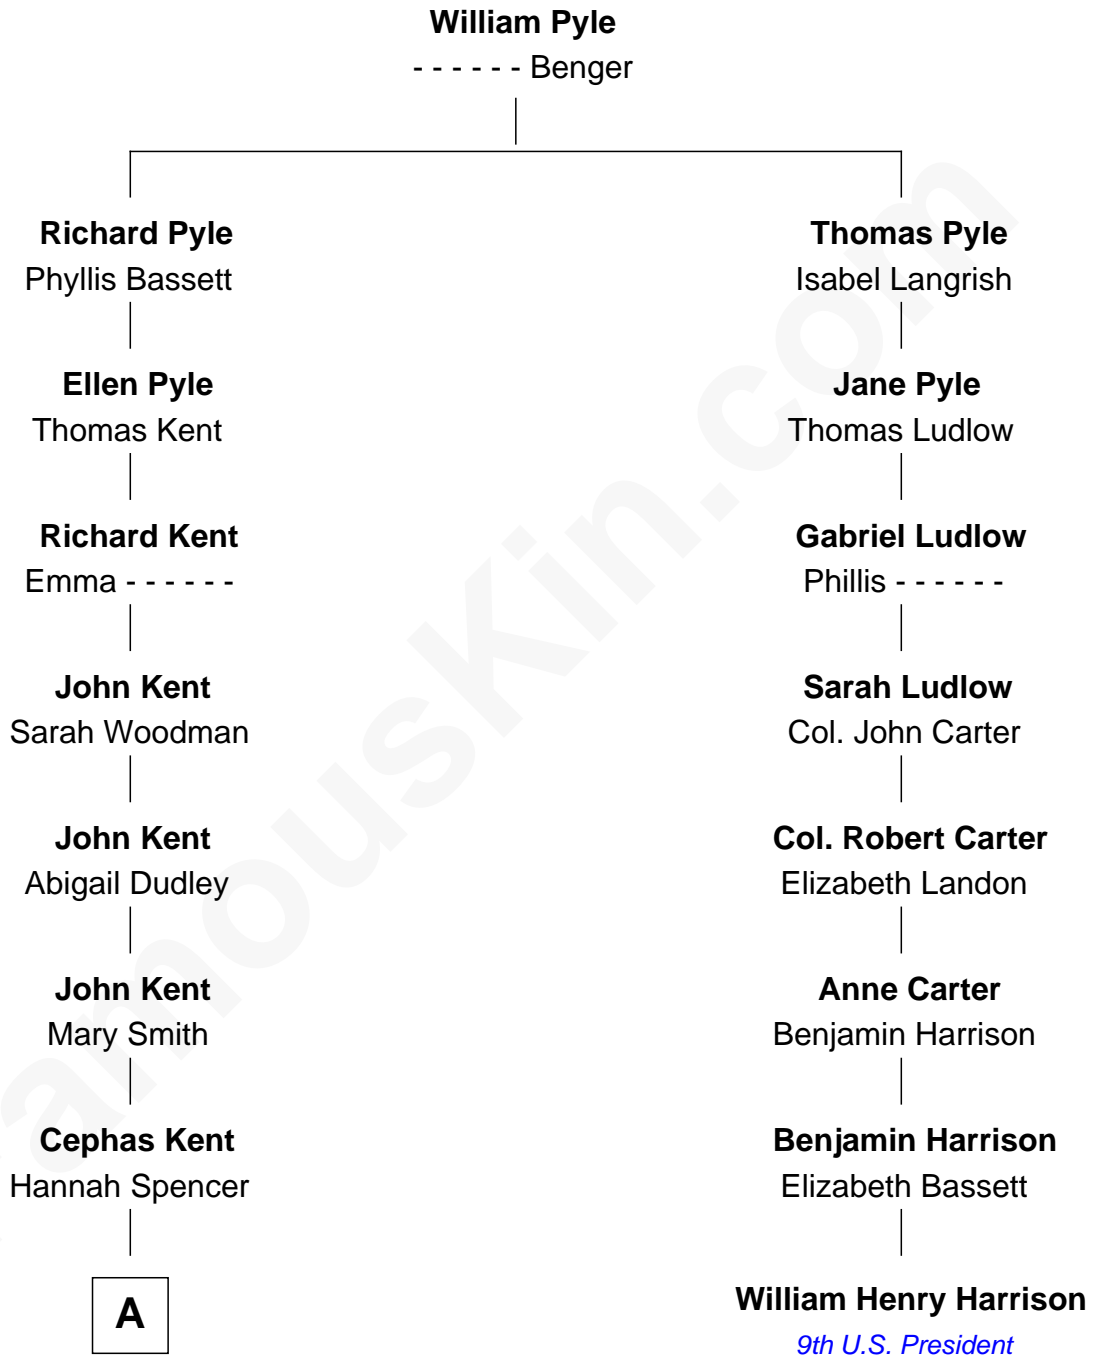 William Pyle
- - - - - - Benger
Richard Pyle
Phyllis Bassett
Thomas Pyle
Isabel Langrish
Ellen Pyle
Thomas Kent
Jane Pyle
Thomas Ludlow
Richard Kent
Emma - - - - - -
Gabriel Ludlow
Phillis - - - - - -
John Kent
Sarah Woodman
Sarah Ludlow
Col. John Carter
John Kent
Abigail Dudley
Col. Robert Carter
Elizabeth Landon
John Kent
Mary Smith
Anne Carter
Benjamin Harrison
Cephas Kent
Hannah Spencer
Benjamin Harrison
Elizabeth Bassett
A
William Henry Harrison
9th U.S. President
amousKin.com